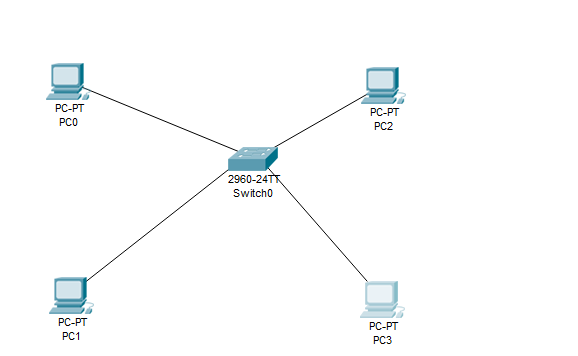 PC-PT
PC0
PC-PT
PC2
2960-24TT
Switch0
PC-PT
PC1
PC-PT
PC3